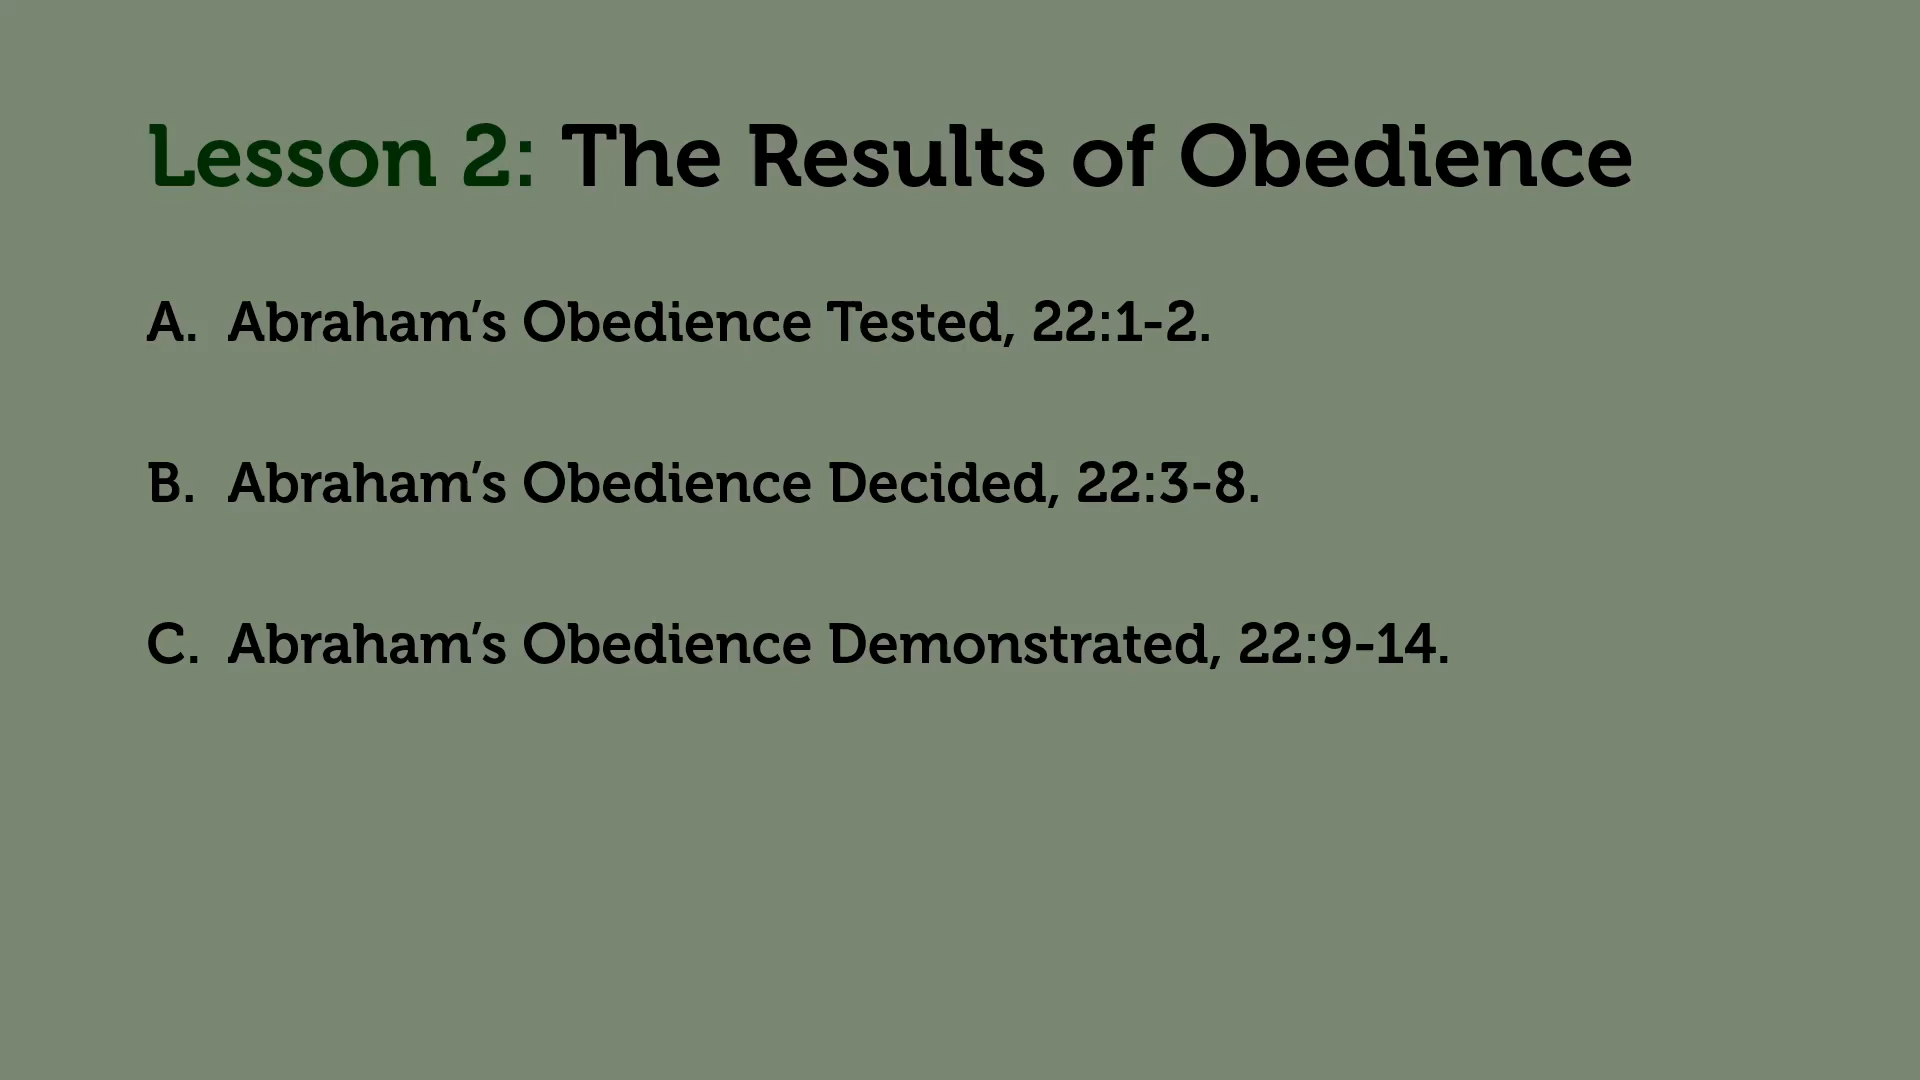 Lesson 2: The Results of Obedience
A. Abraham’s Obedience Tested, 22:1-2.
B. Abraham’s Obedience Decided, 22:3-8.
C. Abraham’s Obedience Demonstrated, 22:9-14.